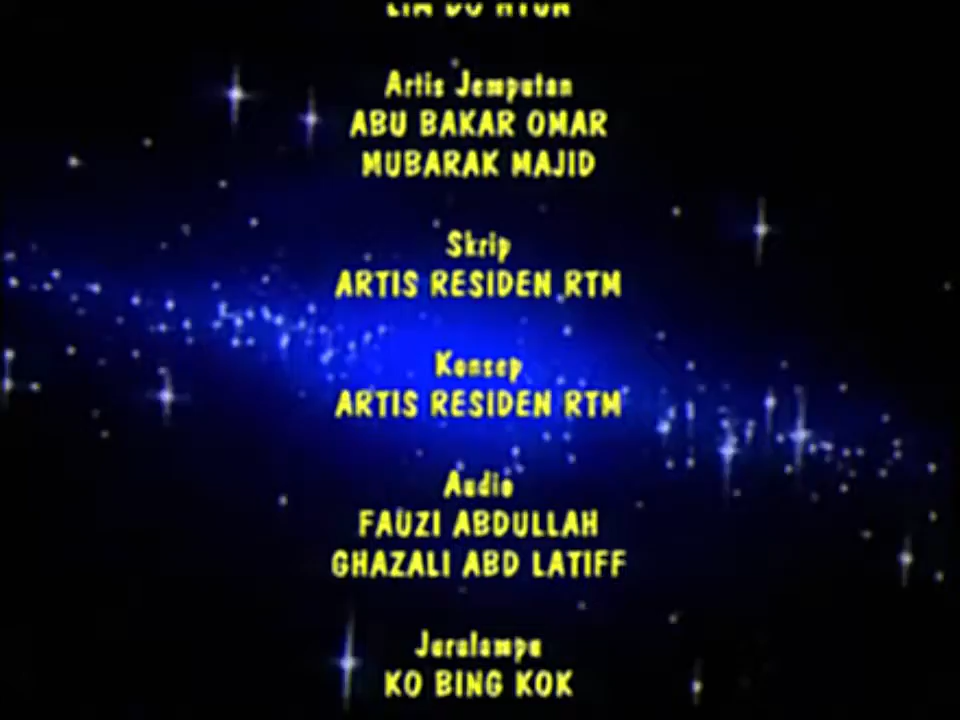 Artis Jemputan
ABU BAKAR OMAR
MUBARAK MAJID
Skrip
ARTIS RESIDEN RTM
Konsep
ARTIS RESIDEN RTM
Audio
FAUZI ABDULLAH
GHAZALI ABD LATIFF
Juralampu
KO BING KOK